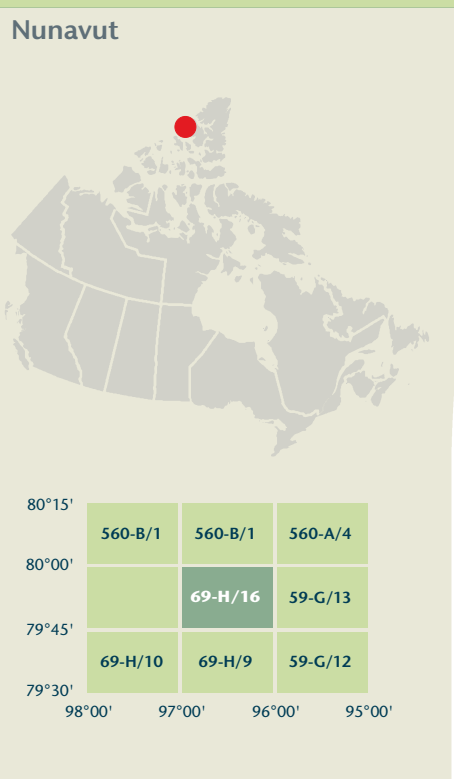 Nunavut
80°15'
560-B/1 560-B/1 560-A/4
80°00'
69-H/16 59-G/13
79°45'
69-H/10 69-H/9 59-G/12
79°30'
98°00' 97°00' 96°00' 95°00'